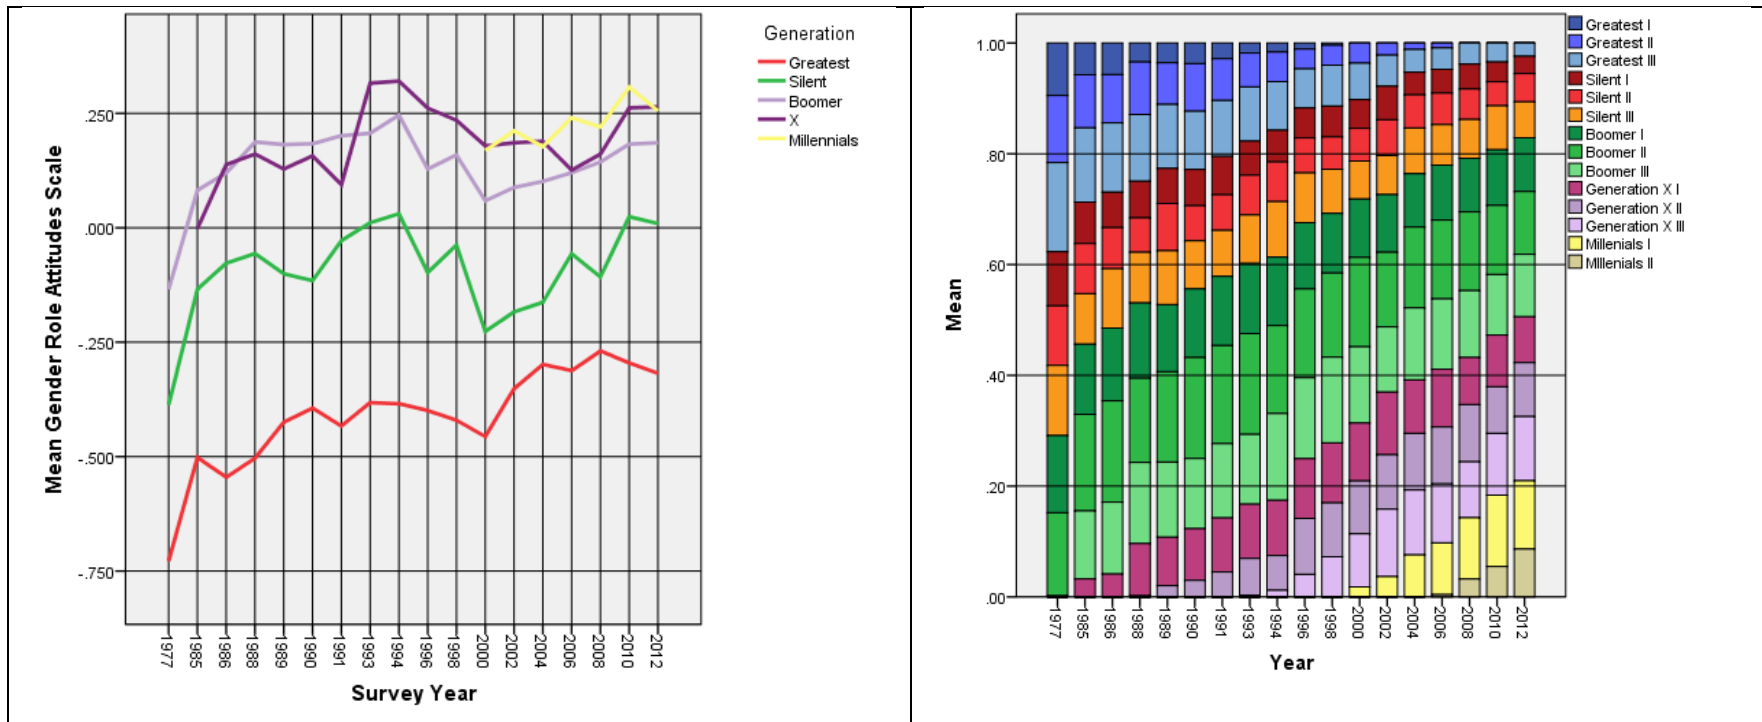 Generation
Greatest
Silent
Boomer
X
Millennials
Mean Gender Role Attitudes Scale
.250
.000
-.250
-.500
-.750
1977
1985
1986
1988
1989
1990
1991
1993
1994
1996
1998
2000
2002
2004
2006
2008
2010
2012
Survey Year
Greatest I
Greatest II
Greatest III
Silent I
Silent II
Silent III
Boomer I
Boomer II
Boomer III
Generation X I
Generation X II
Generation X III
Millenials I
MIllenials II
Mean
1.00
.80
.60
.40
.20
.00
1977
1985
1986
1988
1989
1990
1991
1993
1994
1996
1998
2000
2002
2004
2006
2008
2010
2012
Year